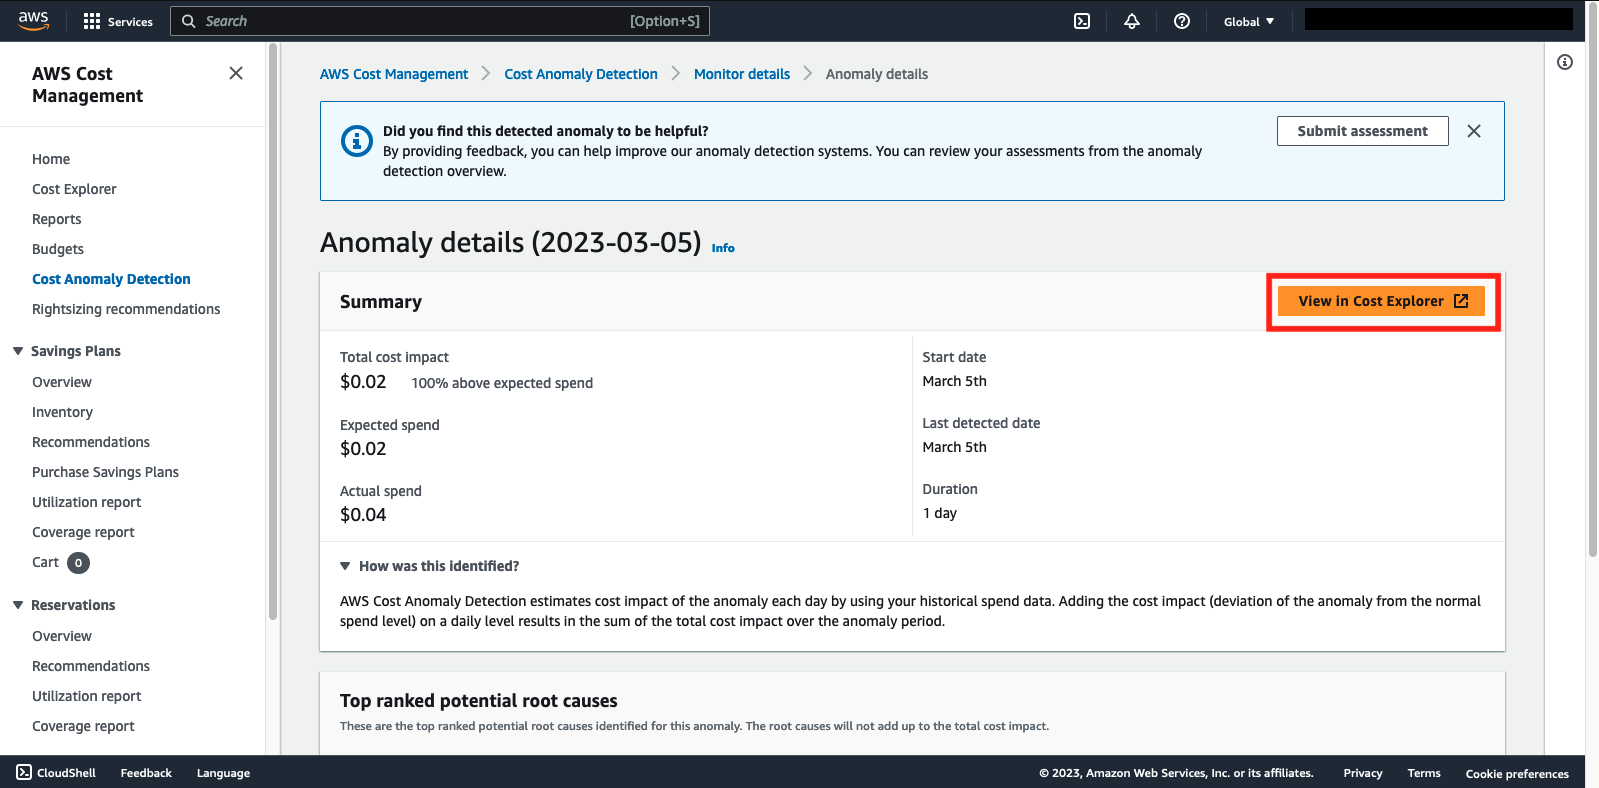 aws
Services
Search
[Option+S]
Global
AWS Cost
Management
Home
Cost Explorer
Reports
Budgets
Cost Anomaly Detection
Rightsizing recommendations
Savings Plans
Overview
Inventory
Recommendations
Purchase Savings Plans
Utilization report
Coverage report
Cart 0
Reservations
Overview
Recommendations
Utilization report
Coverage report
AWS Cost Management > Cost Anomaly Detection > Monitor details > Anomaly details
Did you find this detected anomaly to be helpful?
By providing feedback, you can help improve our anomaly detection systems. You can review your assessments from the anomaly
detection overview.
Submit assessment
Anomaly details (2023-03-05) Info
Summary
View in Cost Explorer
Total cost impact
$0.02 100% above expected spend
Expected spend
$0.02
Actual spend
$0.04
Start date
March 5th
Last detected date
March 5th
Duration
1 day
How was this identified?
AWS Cost Anomaly Detection estimates cost impact of the anomaly each day by using your historical spend data. Adding the cost impact (deviation of the anomaly from the normal
spend level) on a daily level results in the sum of the total cost impact over the anomaly period.
Top ranked potential root causes
These are the top ranked potential root causes identified for this anomaly. The root causes will not add up to the total cost impact.
CloudShell
Feedback
Language
© 2023, Amazon Web Services, Inc. or its affiliates.
Privacy
Terms
Cookie preferences